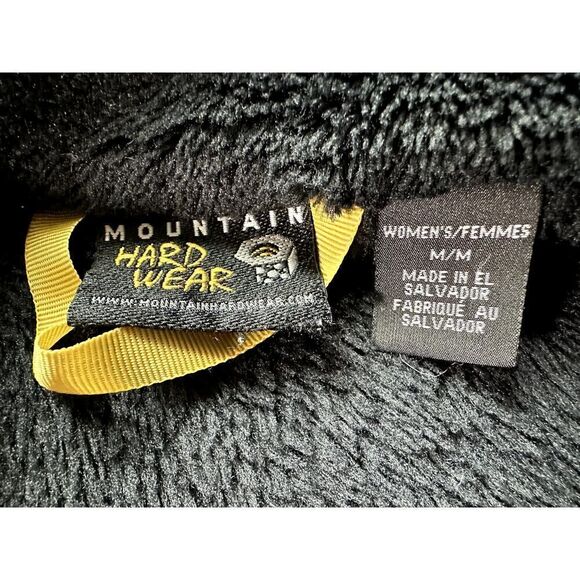 MOUNTAIN
HARD
WEAR
WWW.MOUNTAINHARDWEAR.COM
WOMEN'S/FEMMES
M/M
MADE IN EL
SALVADOR
FABRIQUÉ AU
SALVADOR